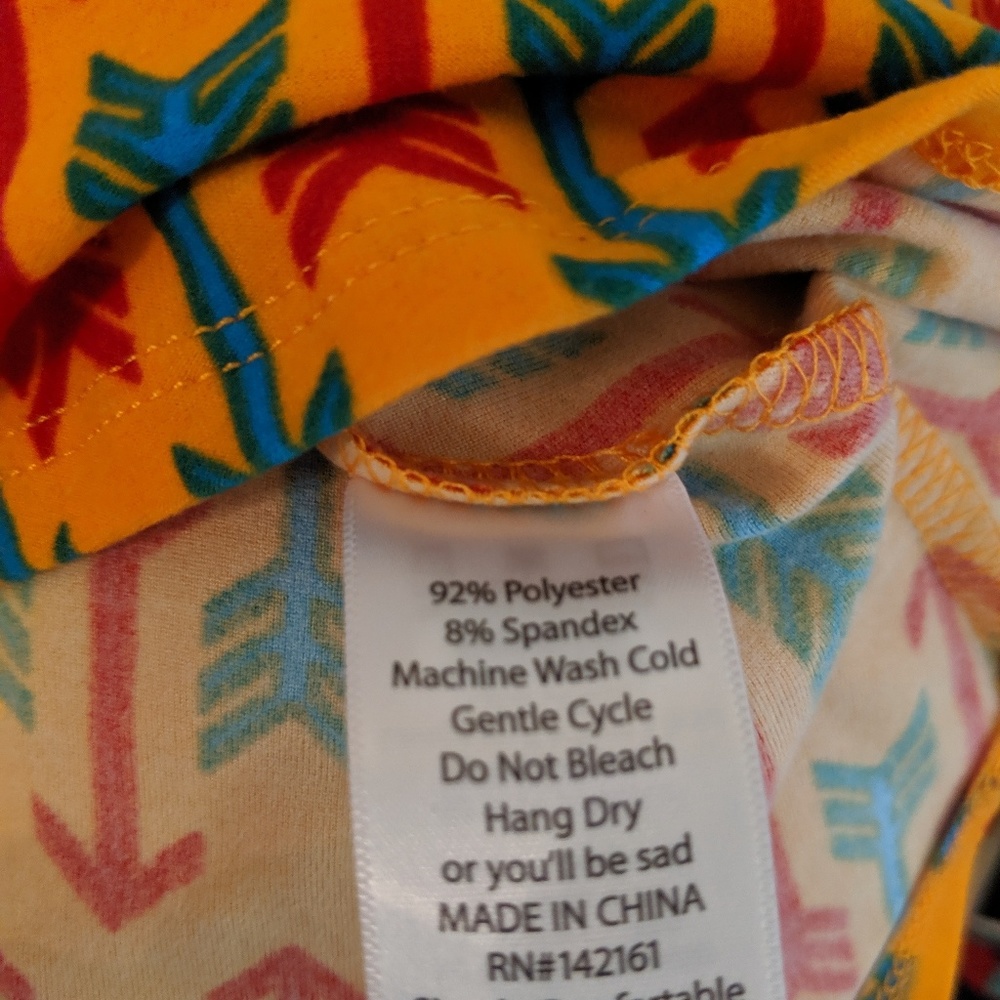 92% Polyester
8% Spandex
Machine Wash Cold
Gentle Cycle
Do Not Bleach
Hang Dry
or you'll be sad
MADE IN CHINA
RN#142161